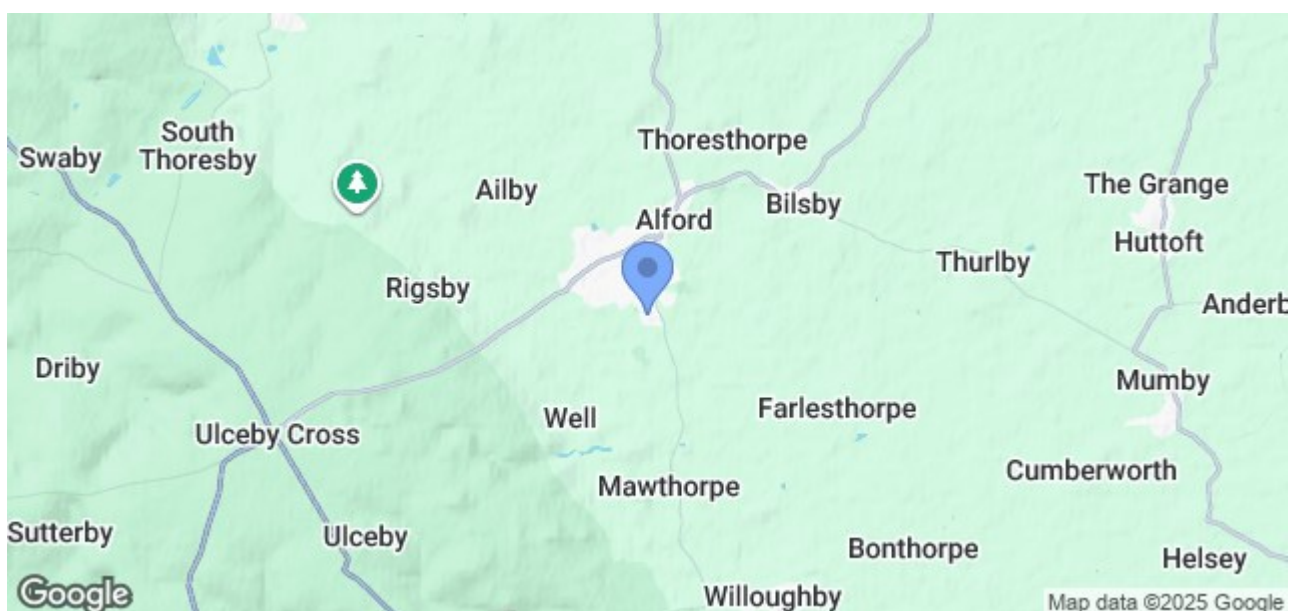 Thoresthorpe
South
Thoresby
Swaby
Ailby
The Grange
Bilsby
Alford
Huttoft
Thurlby
Rigsby
Anderb
Driby
Mumby
Farlesthorpe
Well
Ulceby Cross
Cumberworth
Mawthorpe
Sutterby
Ulceby
Bonthorpe
Helsey
Willoughby
Google
Map data ©2025 Google